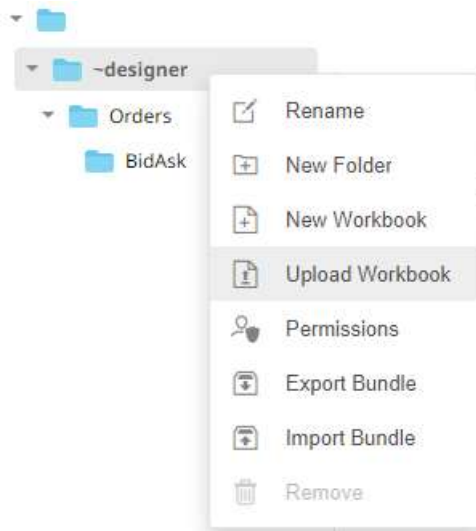 ~designer
Orders
BidAsk
Rename
New Folder
New Workbook
Upload Workbook
Permissions
Export Bundle
Import Bundle
Remove